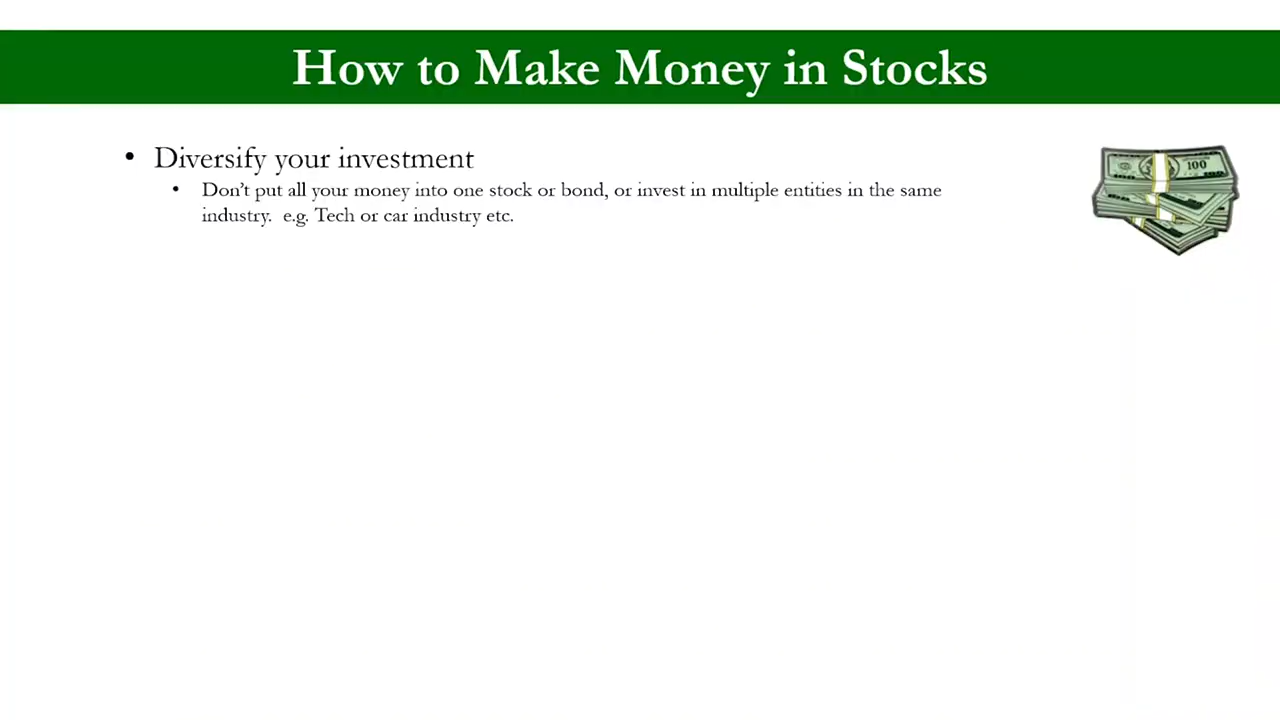 How to Make Money in Stocks
• Diversify your investment
• Don't put all your money into one stock or bond, or invest in multiple entities in the same
industry.  e.g. Tech or car industry etc.
100